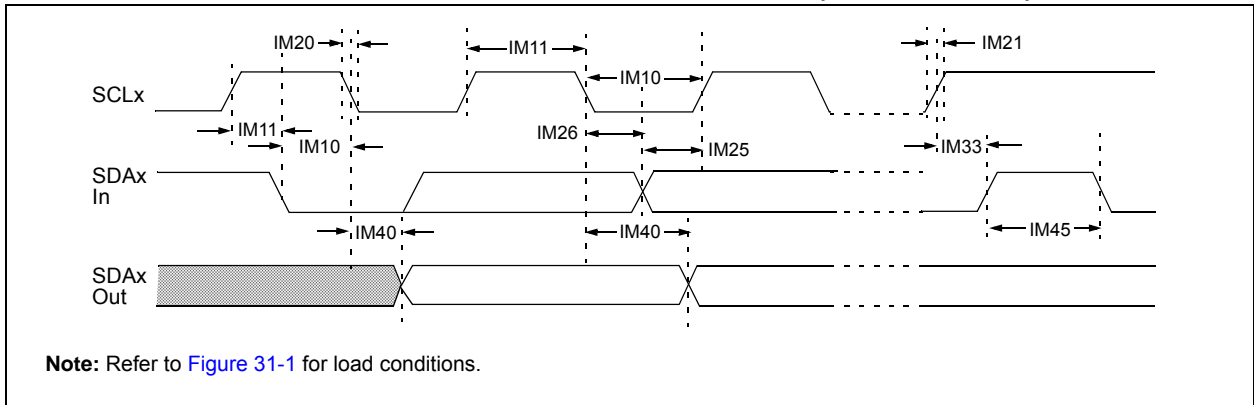 IM20
IM11
IM21
IM10
SCLx
IM11
IM26
IM10
IM25
IM33
SDAx
In
IM40
IM40
IM45
SDAx
Out
Note: Refer to Figure 31-1 for load conditions.